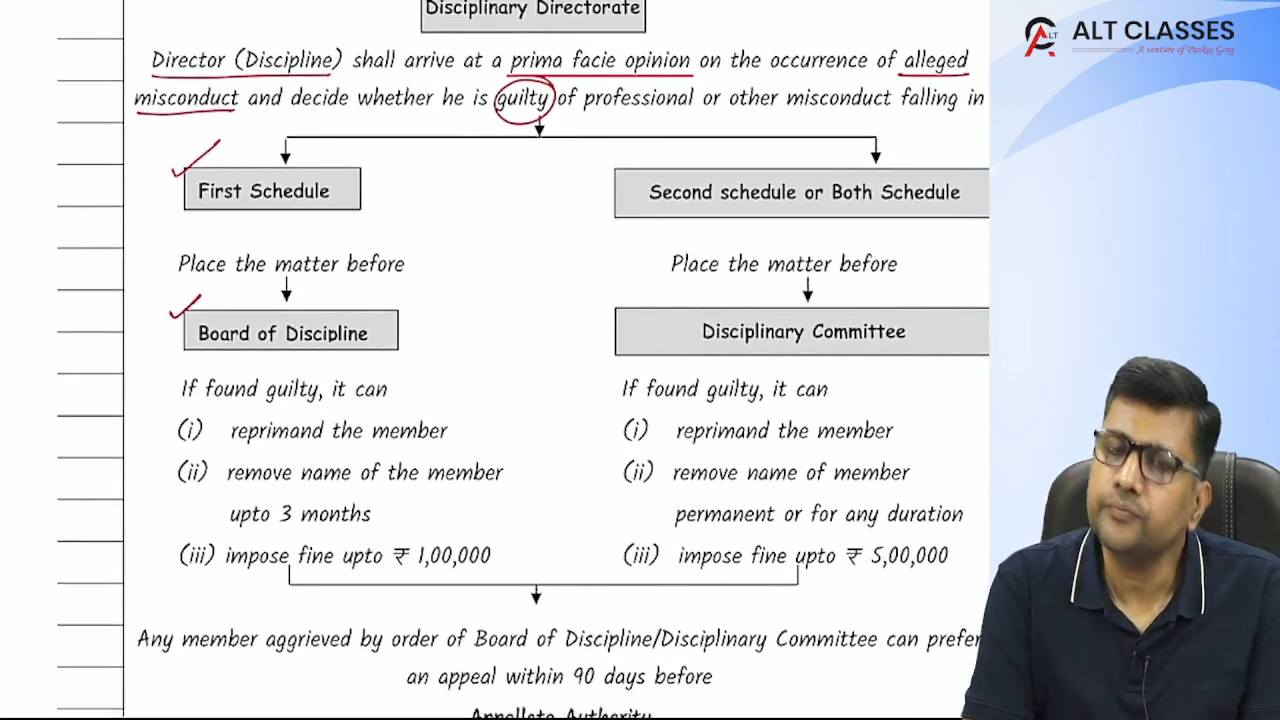 Disciplinary Directorate
ALT CLASSES
ALT
A venture of Pankaj Garg
Director (Discipline) shall arrive at a prima facie opinion on the occurrence of alleged
misconduct and decide whether he is guilty of professional or other misconduct falling in
First Schedule
Second schedule or Both Schedule
Place the matter before
Place the matter before
Board of Discipline
Disciplinary Committee
If found guilty, it can
If found guilty, it can
(i) reprimand the member
(i) reprimand the member
(ii) remove name of the member
(ii) remove name of member
upto 3 months
permanent or for any duration
(iii) impose fine upto ₹ 1,00,000
(iii) impose fine upto ₹ 5,00,000
Any member aggrieved by order of Board of Discipline/Disciplinary Committee can prefer
an appeal within 90 days before
Appellate Authority